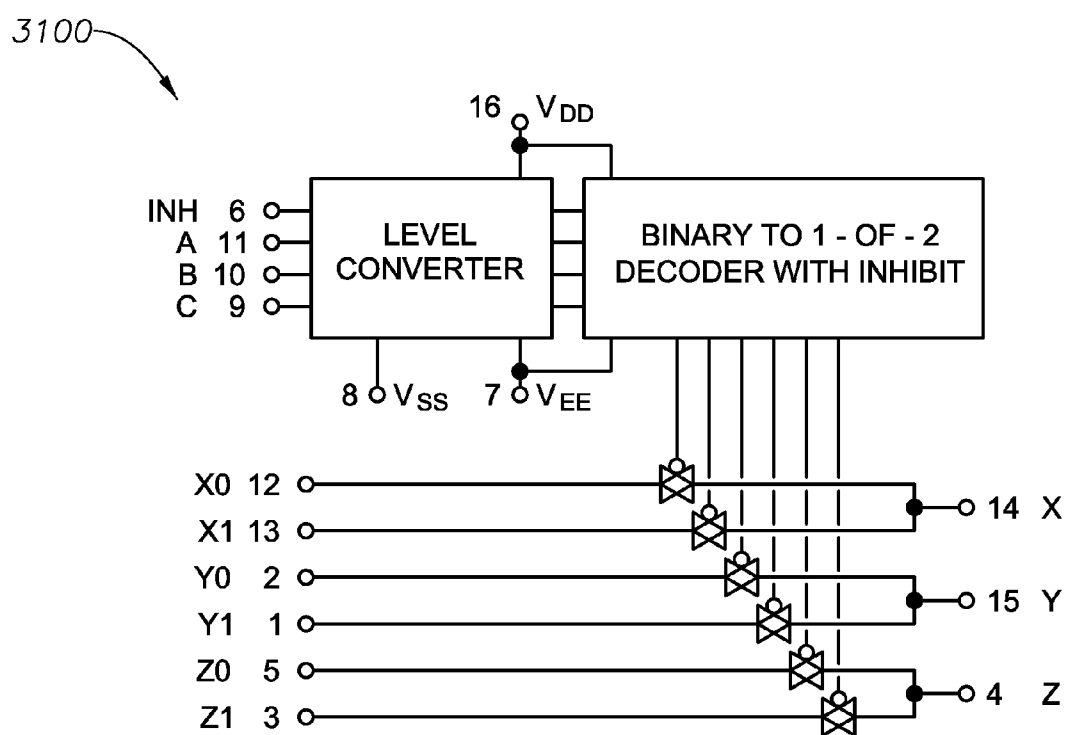 3100
16 VDD
INH 6
A 11
B 10
C 9
LEVEL
CONVERTER
BINARY TO 1 - OF - 2
DECODER WITH INHIBIT
8 VSS
7 VEE
X0 12
14 X
X1 13
Y0 2
15 Y
Y1 1
Z0 5
4 Z
Z1 3